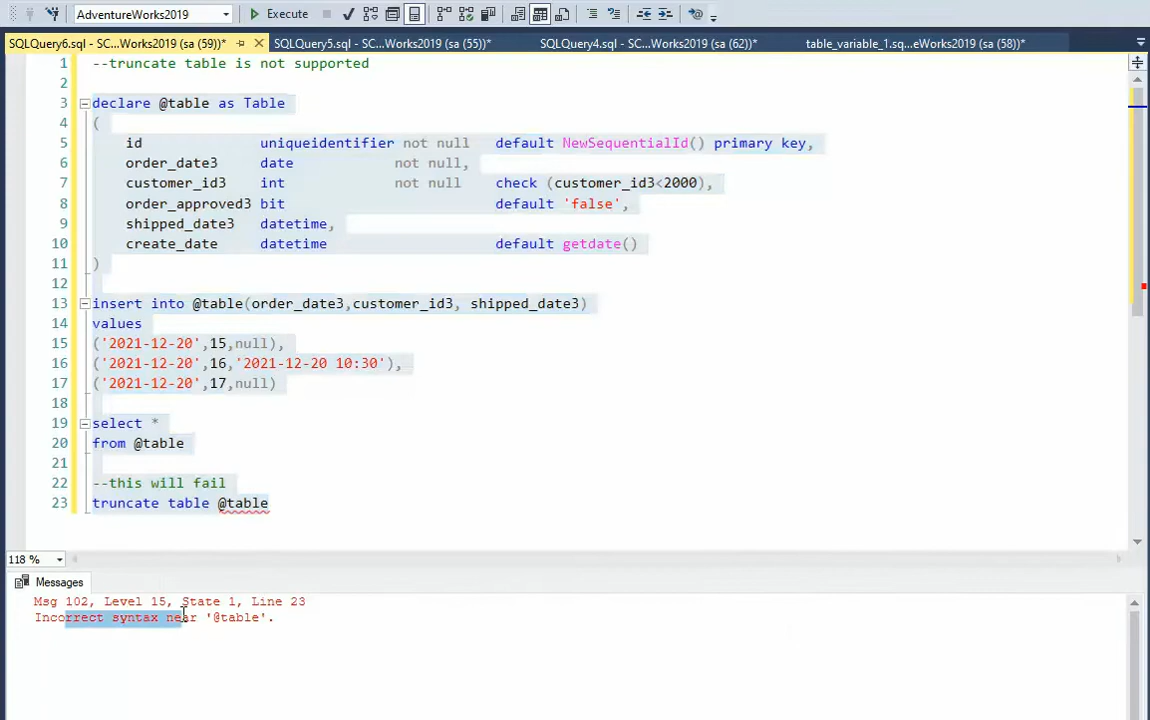 AdventureWorks2019 Execute
SQLQuery6.sql - SC...Works2019 (sa (59))* SQLQuery5.sql - SC...Works2019 (sa (55))* SQLQuery4.sql - SC...Works2019 (sa (62))* table_variable_1.sq...eWorks2019 (sa (58))*
1 --truncate table is not supported
2
3 declare @table as Table
4 (
5 id uniqueidentifier not null default NewSequentialId() primary key,
6 order_date3 date not null,
7 customer_id3 int not null check (customer_id3<2000),
8 order_approved3 bit default 'false',
9 shipped_date3 datetime,
10 create_date datetime default getdate()
11 )
12
13 insert into @table(order_date3,customer_id3, shipped_date3)
14 values
15 ('2021-12-20',15,null),
16 ('2021-12-20',16,'2021-12-20 10:30'),
17 ('2021-12-20',17,null)
18
19 select *
20 from @table
21
22 --this will fail
23 truncate table @table
118 %
Messages
Msg 102, Level 15, State 1, Line 23
Incorrect syntax near '@table'.